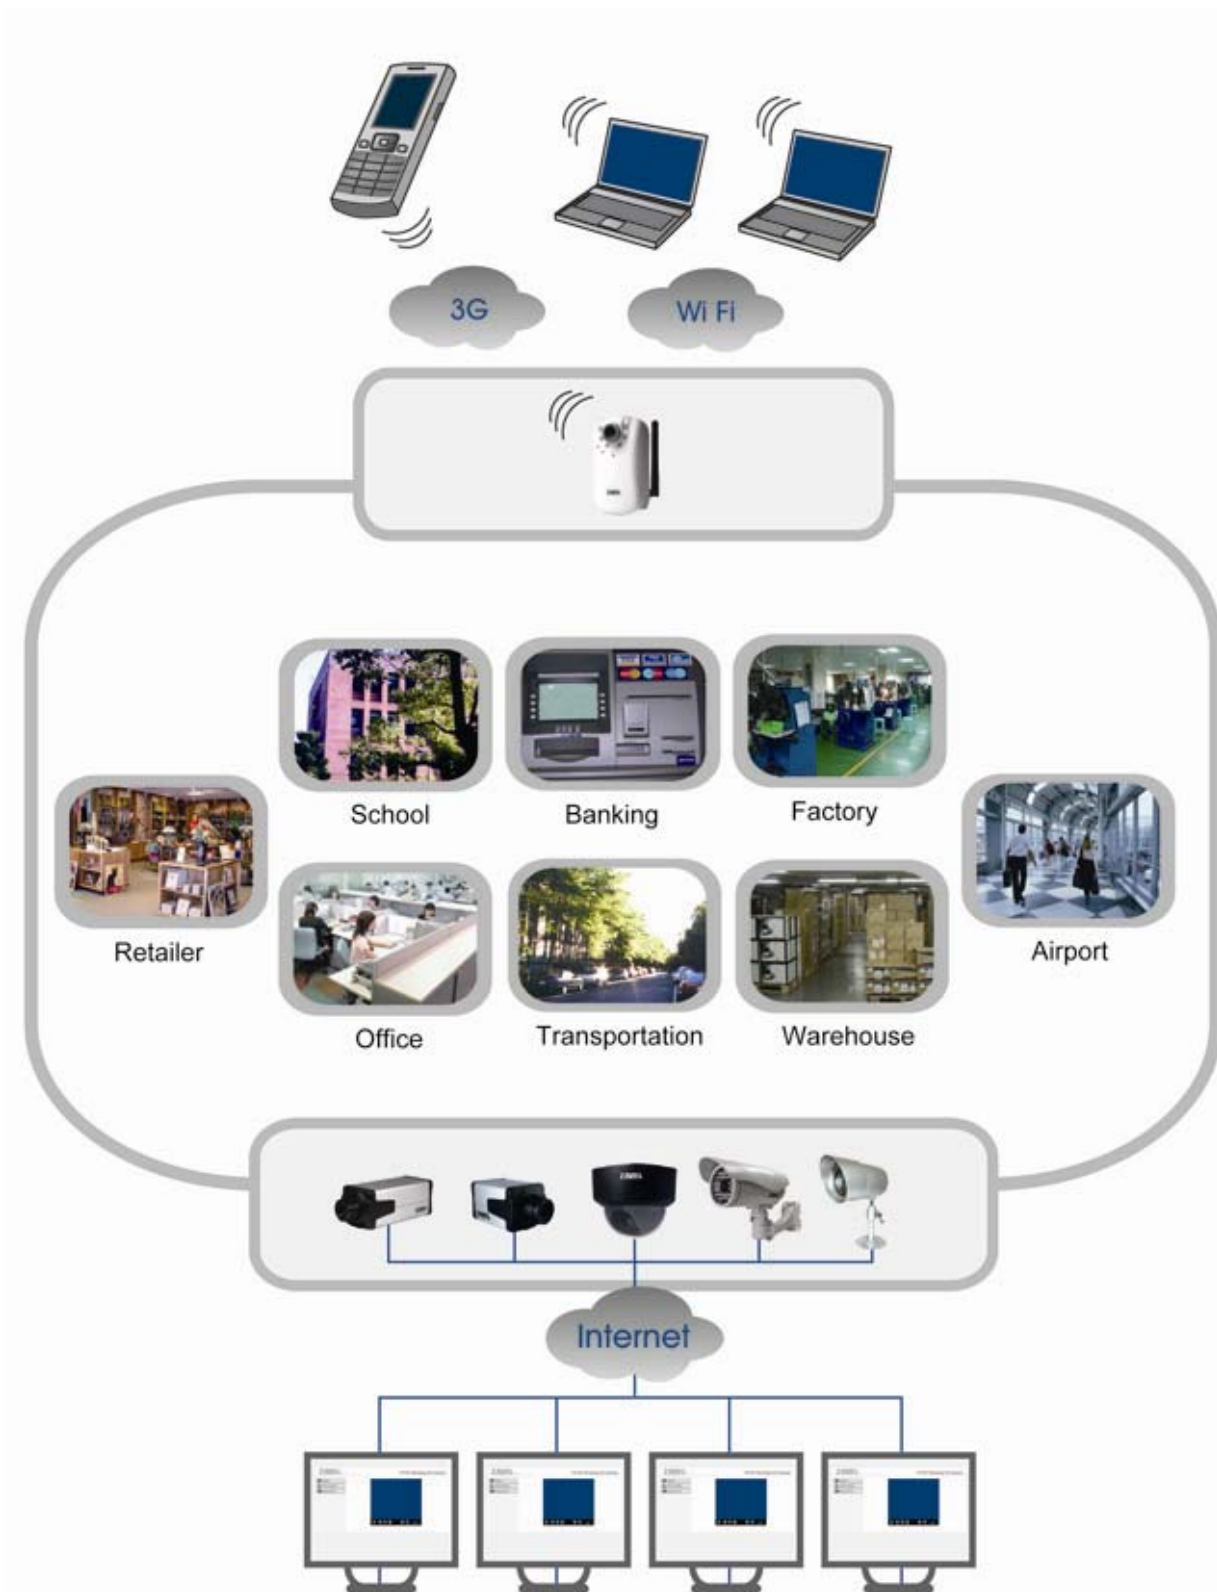 3G
Wi Fi
School
Banking
Factory
Retailer
Airport
Office
Transportation
Warehouse
Internet